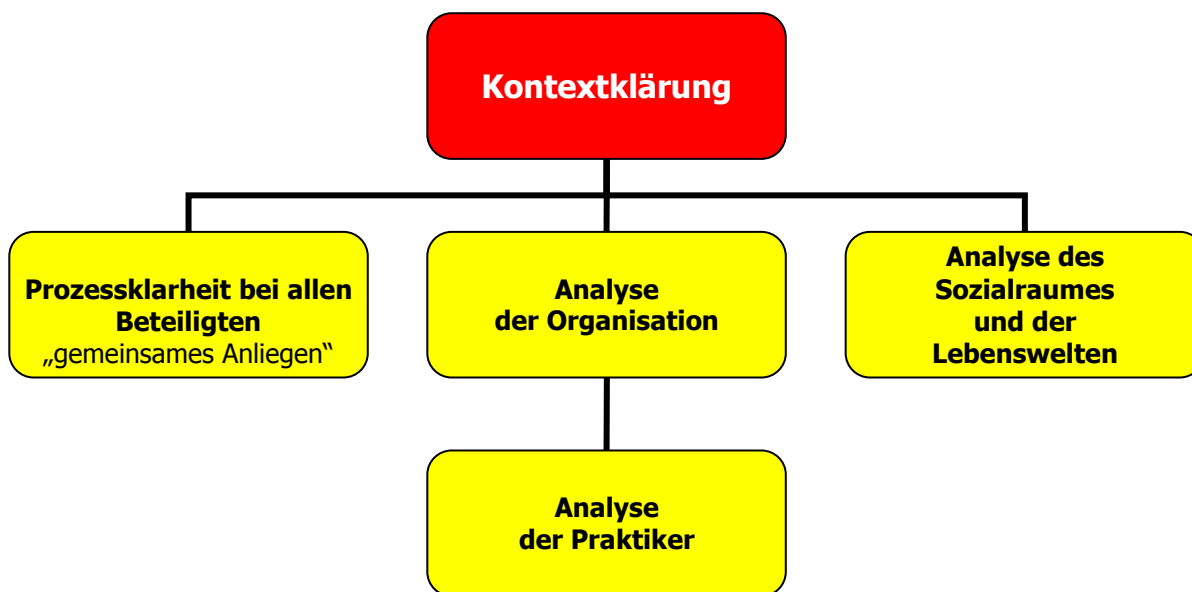 Kontextklärung
Prozessklarheit bei allen
Beteiligten
„gemeinsames Anliegen“
Analyse
der Organisation
Analyse des
Sozialraumes
und der
Lebenswelten
Analyse
der Praktiker